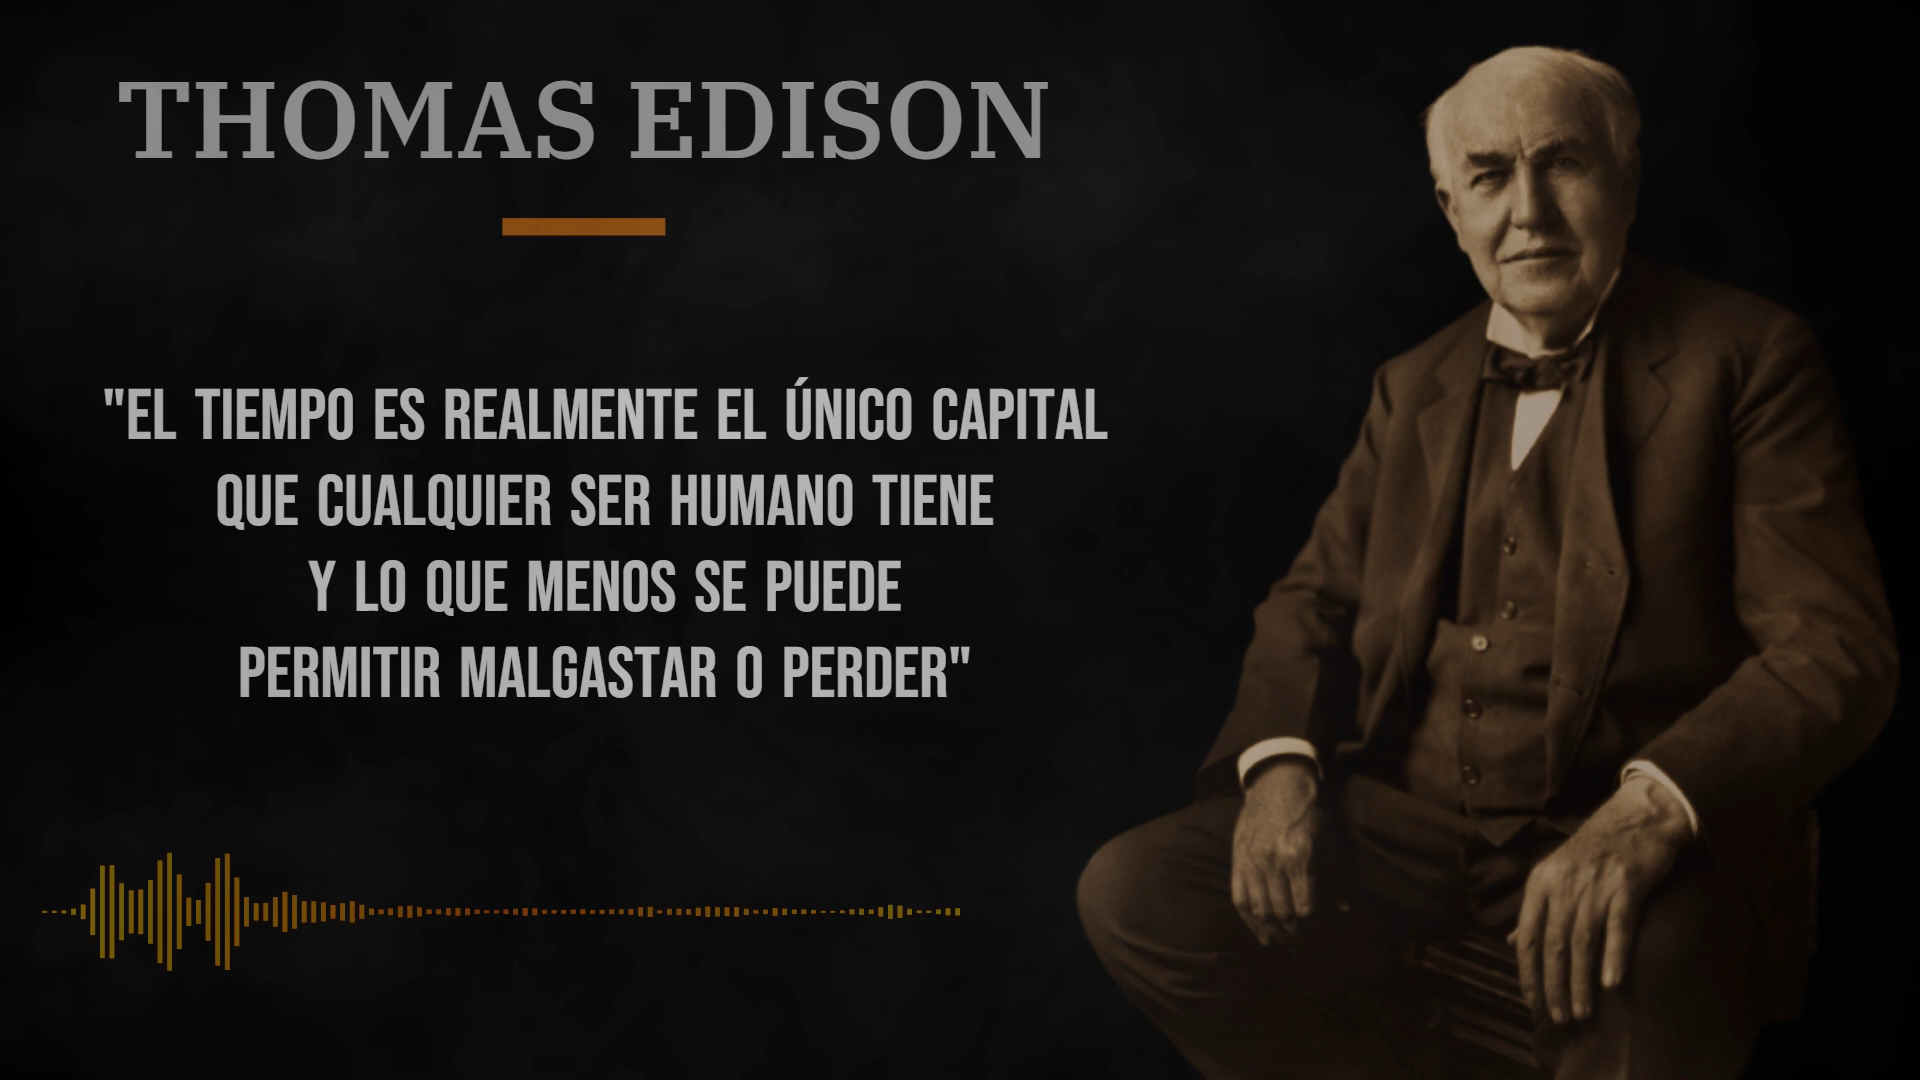 THOMAS EDISON
"EL TIEMPO ES REALMENTE EL ÚNICO CAPITAL
QUE CUALQUIER SER HUMANO TIENE
Y LO QUE MENOS SE PUEDE
PERMITIR MALGASTAR O PERDER"